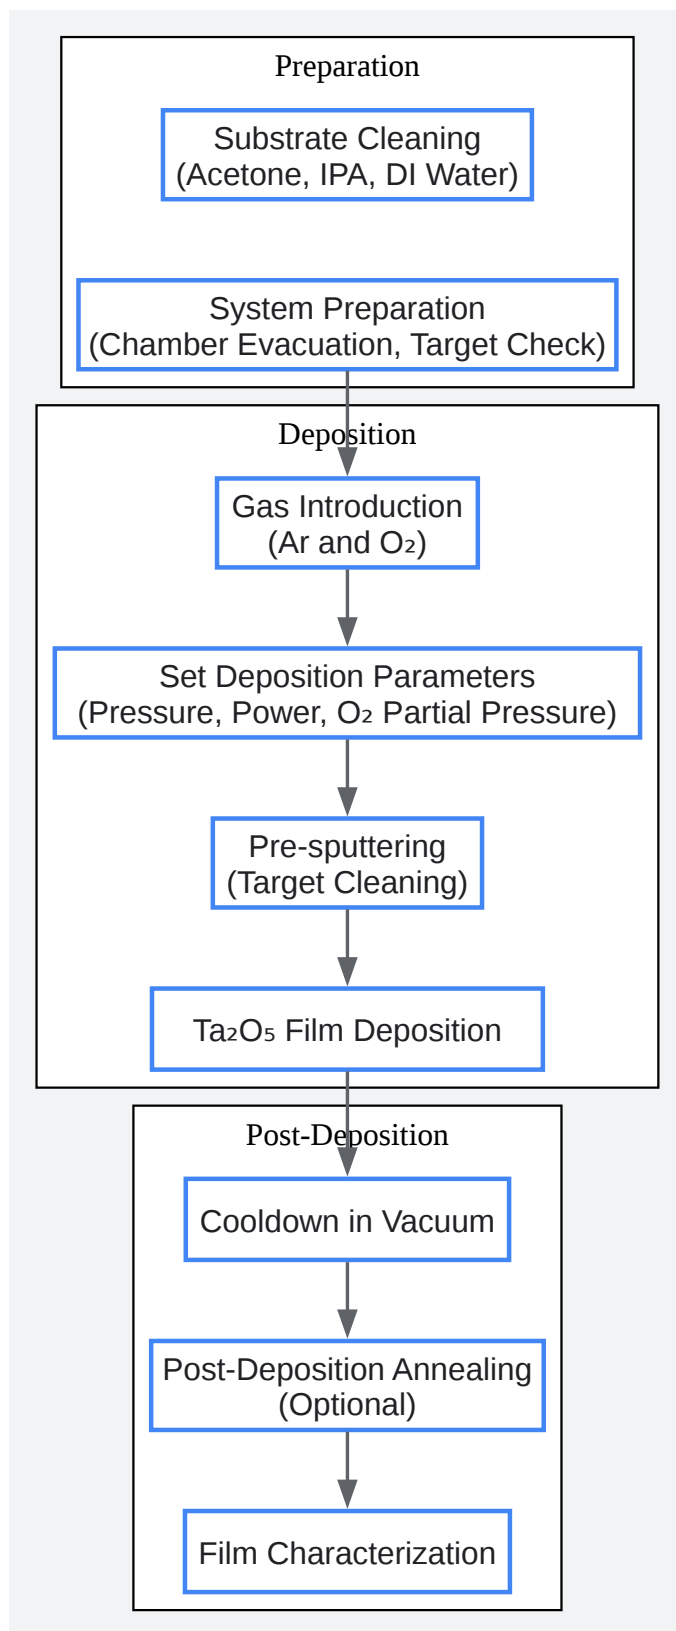 Preparation
Substrate Cleaning
(Acetone, IPA, DI Water)
System Preparation
(Chamber Evacuation, Target Check)
Deposition
Gas Introduction
(Ar and O₂)
Set Deposition Parameters
(Pressure, Power, O₂ Partial Pressure)
Pre-sputtering
(Target Cleaning)
Ta₂O₅ Film Deposition
Post-Deposition
Cooldown in Vacuum
Post-Deposition Annealing
(Optional)
Film Characterization